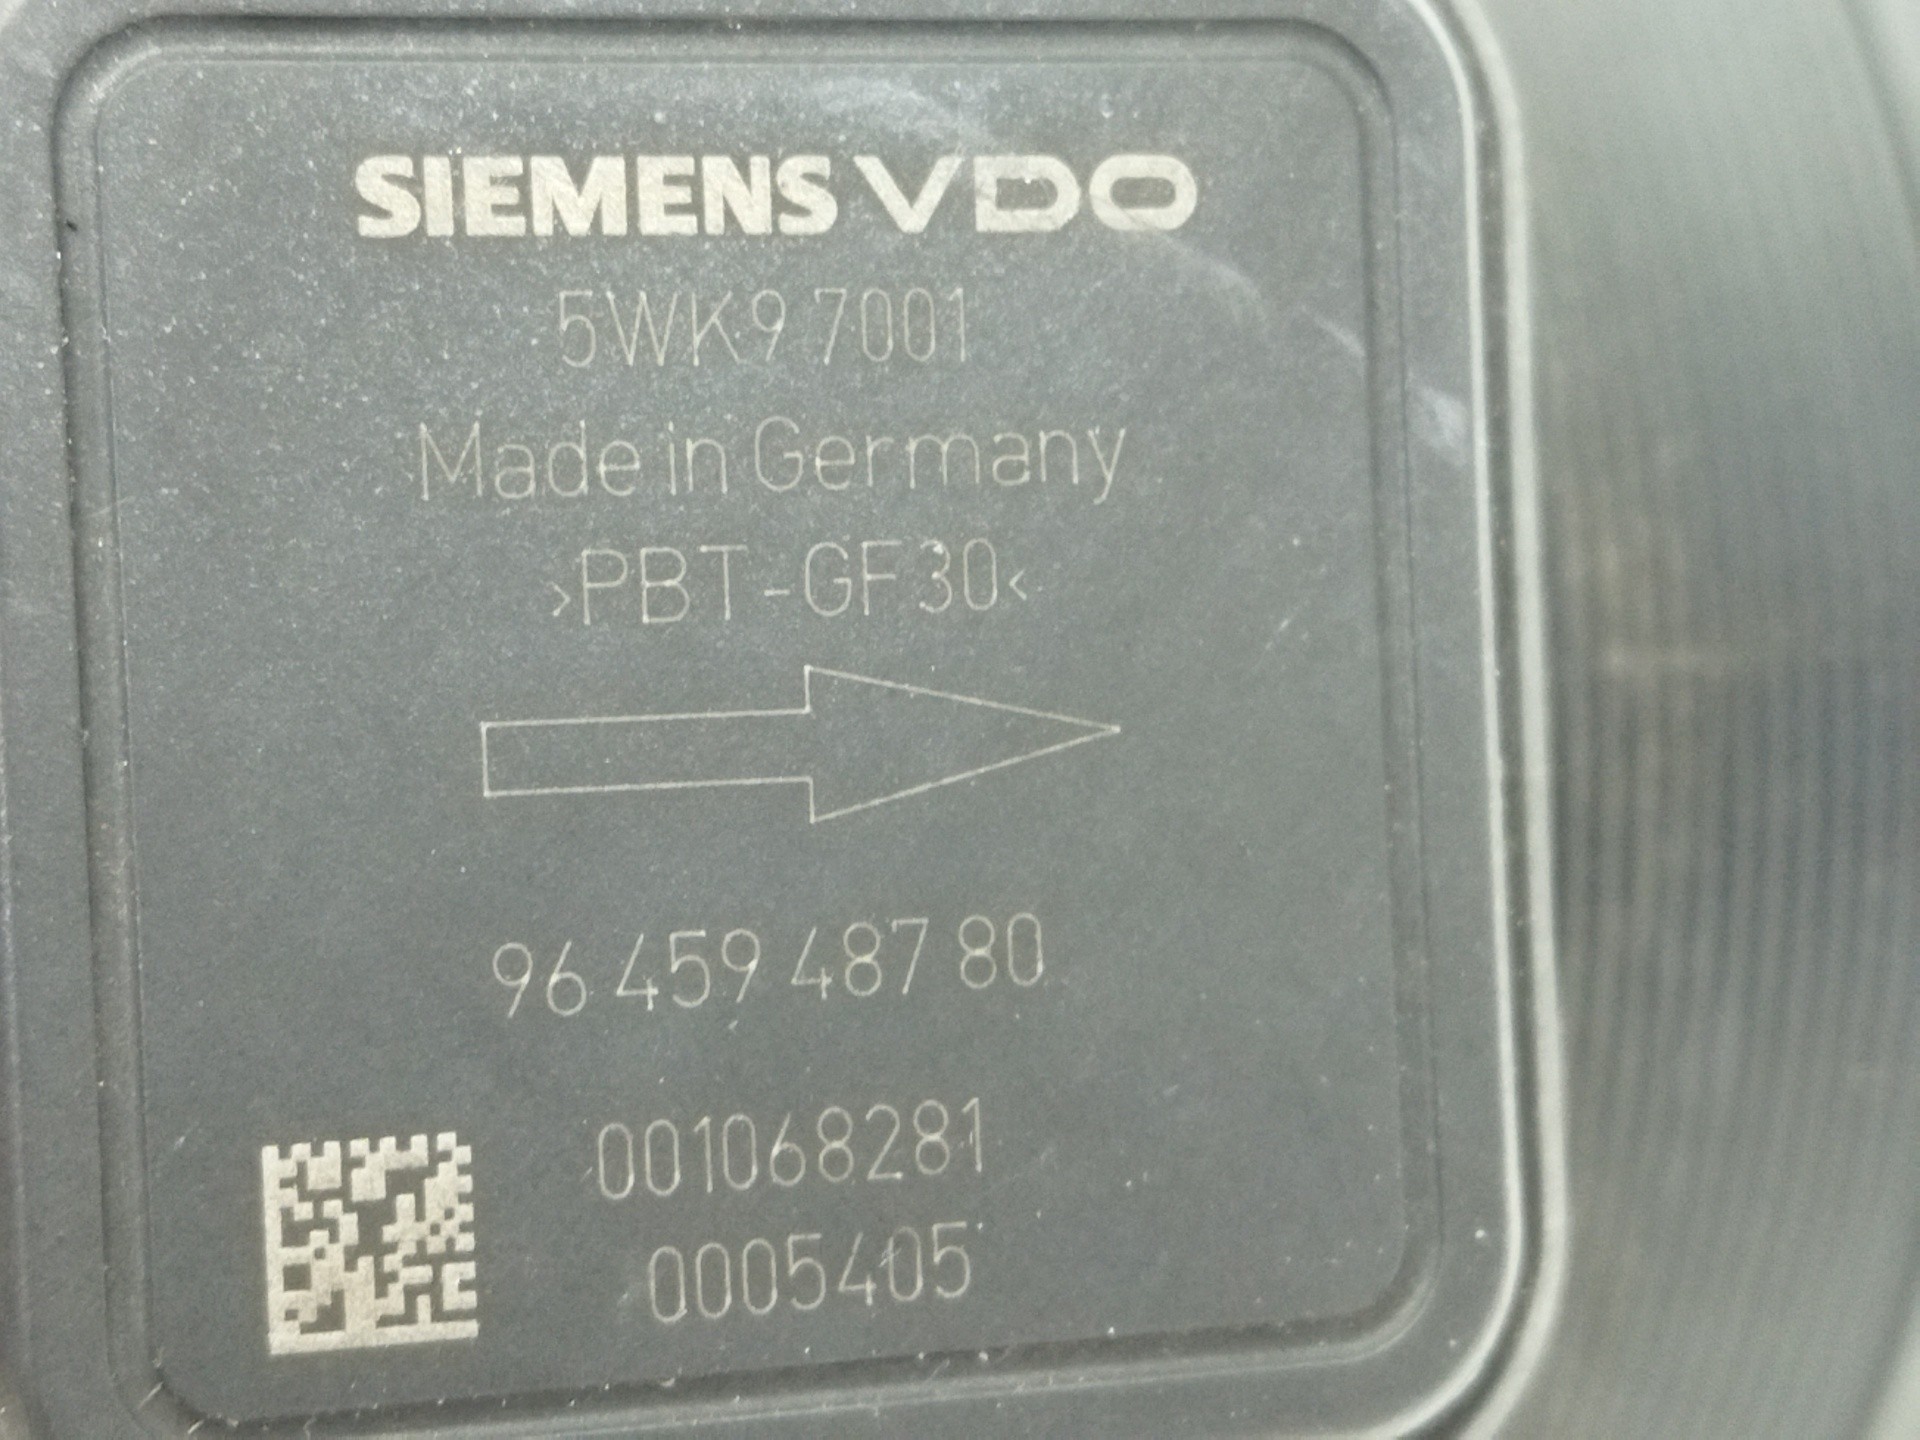 SIEMENS VDO
5WK9 7001
Made in Germany
>PBT-GF30<
96 459 487 80
001068281
0005405